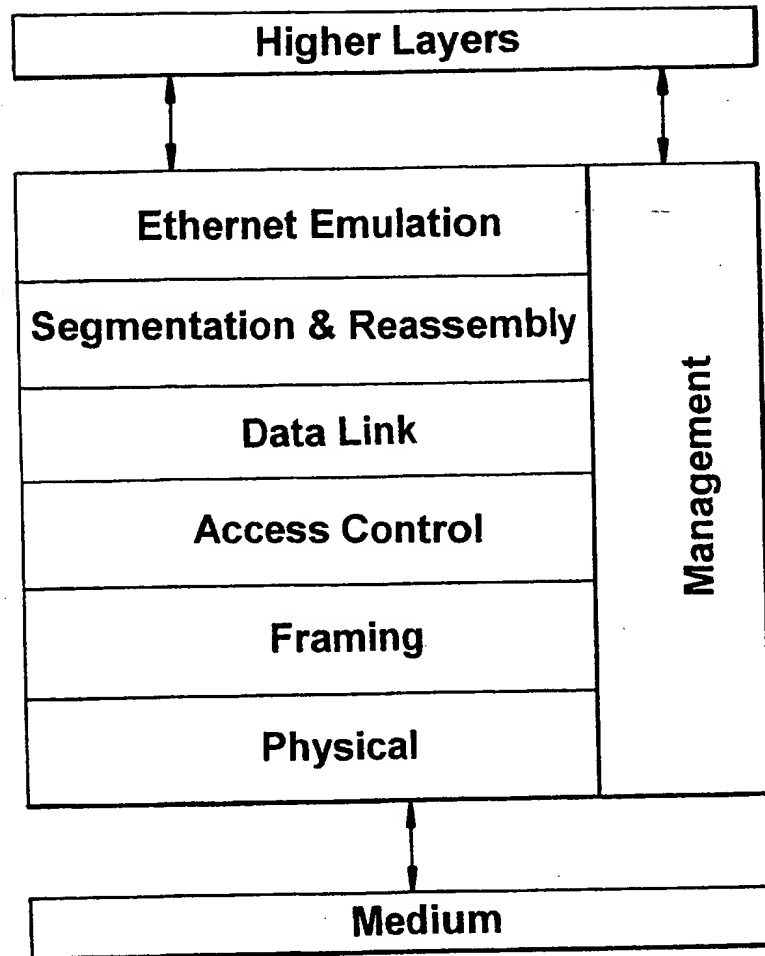 Higher Layers
Ethernet Emulation
Segmentation & Reassembly
Data Link
Access Control
Framing
Physical
Management
Medium